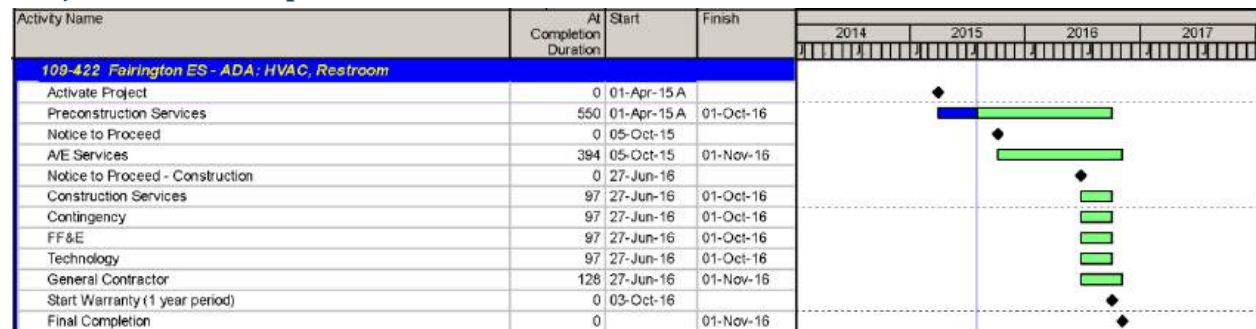 Activity Name At Completion Duration Start Finish
2014 2015 2016 2017
109-422 Fairington ES - ADA: HVAC, Restroom
Activate Project 0 01-Apr-15 A
Preconstruction Services 550 01-Apr-15 A 01-Oct-16
Notice to Proceed 0 05-Oct-15
A/E Services 394 05-Oct-15 01-Nov-16
Notice to Proceed - Construction 0 27-Jun-16
Construction Services 97 27-Jun-16 01-Oct-16
Contingency 97 27-Jun-16 01-Oct-16
FF&E 97 27-Jun-16 01-Oct-16
Technology 97 27-Jun-16 01-Oct-16
General Contractor 128 27-Jun-16 01-Nov-16
Start Warranty (1 year period) 0 03-Oct-16
Final Completion 0 01-Nov-16